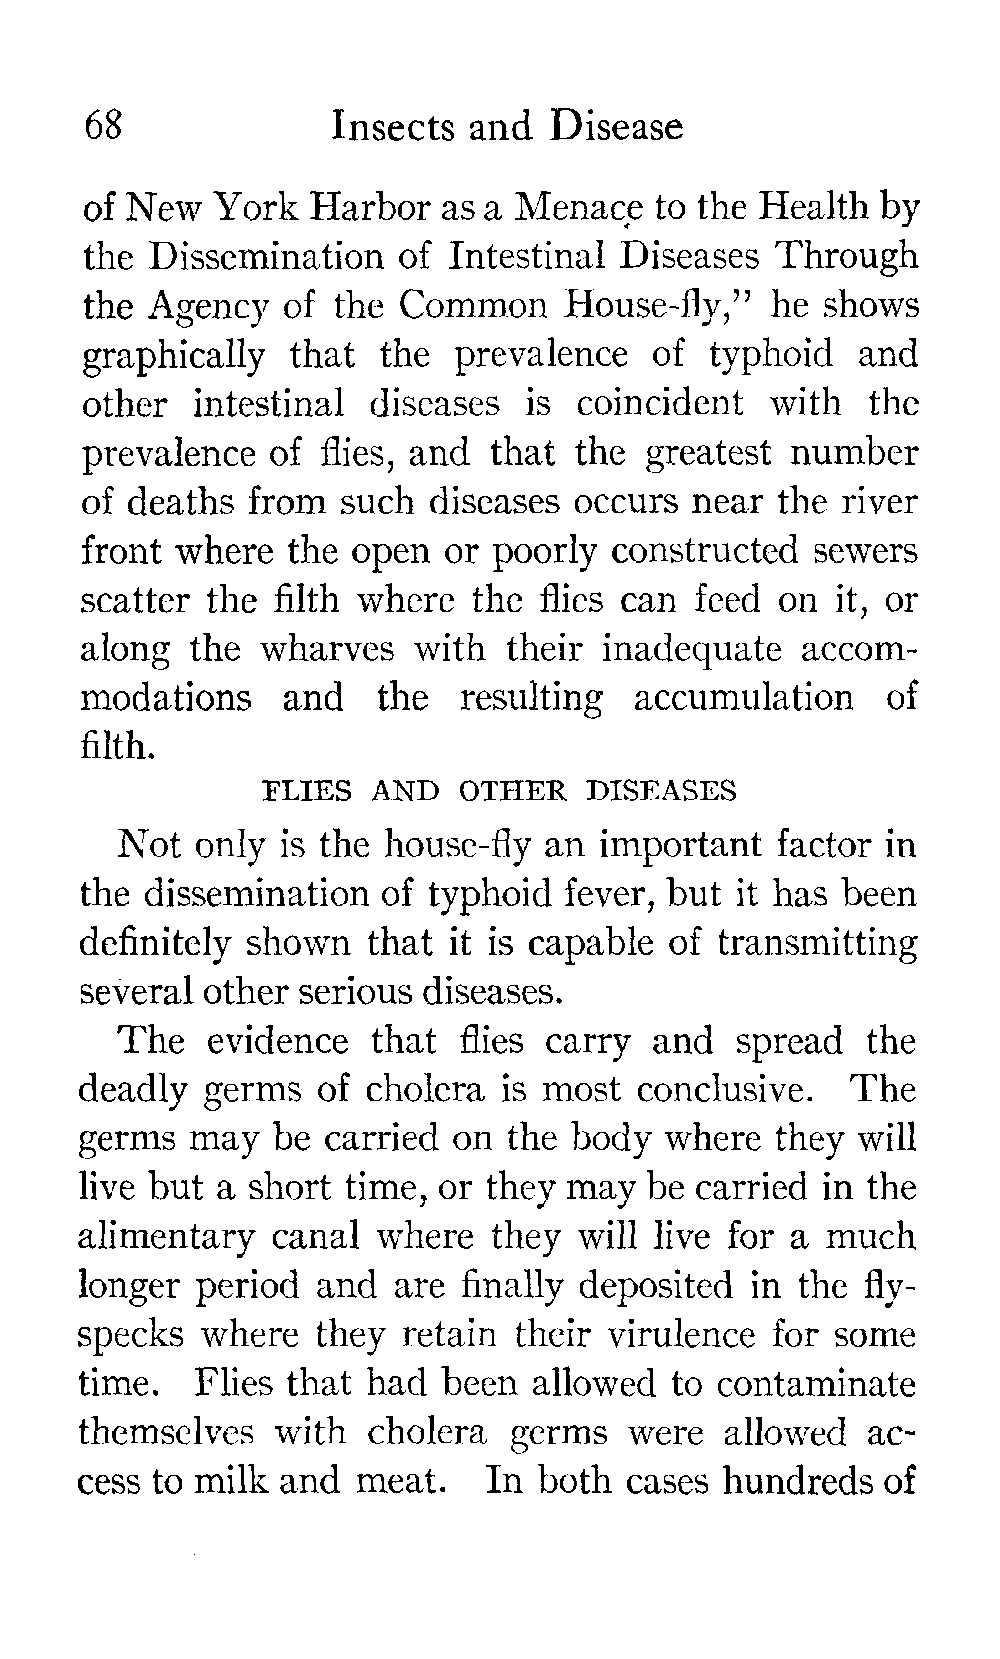 68 Insects and Disease
of New York Harbor as a Menace to the Health by
the Dissemination of Intestinal Diseases Through
the Agency of the Common House-fly,” he shows
graphically that the prevalence of typhoid and
other intestinal diseases is coincident with the
prevalence of flies, and that the greatest number
of deaths from such diseases occurs near the river
front where the open or poorly constructed sewers
scatter the filth where the flies can feed on it, or
along the wharves with their inadequate accom-
modations and the resulting accumulation of
filth.
FLIES AND OTHER DISEASES
Not only is the house-fly an important factor in
the dissemination of typhoid fever, but it has been
definitely shown that it is capable of transmitting
several other serious diseases.
The evidence that flies carry and spread the
deadly germs of cholera is most conclusive. The
germs may be carried on the body where they will
live but a short time, or they may be carried in the
alimentary canal where they will live for a much
longer period and are finally deposited in the fly-
specks where they retain their virulence for some
time. Flies that had been allowed to contaminate
themselves with cholera germs were allowed ac-
cess to milk and meat. In both cases hundreds of